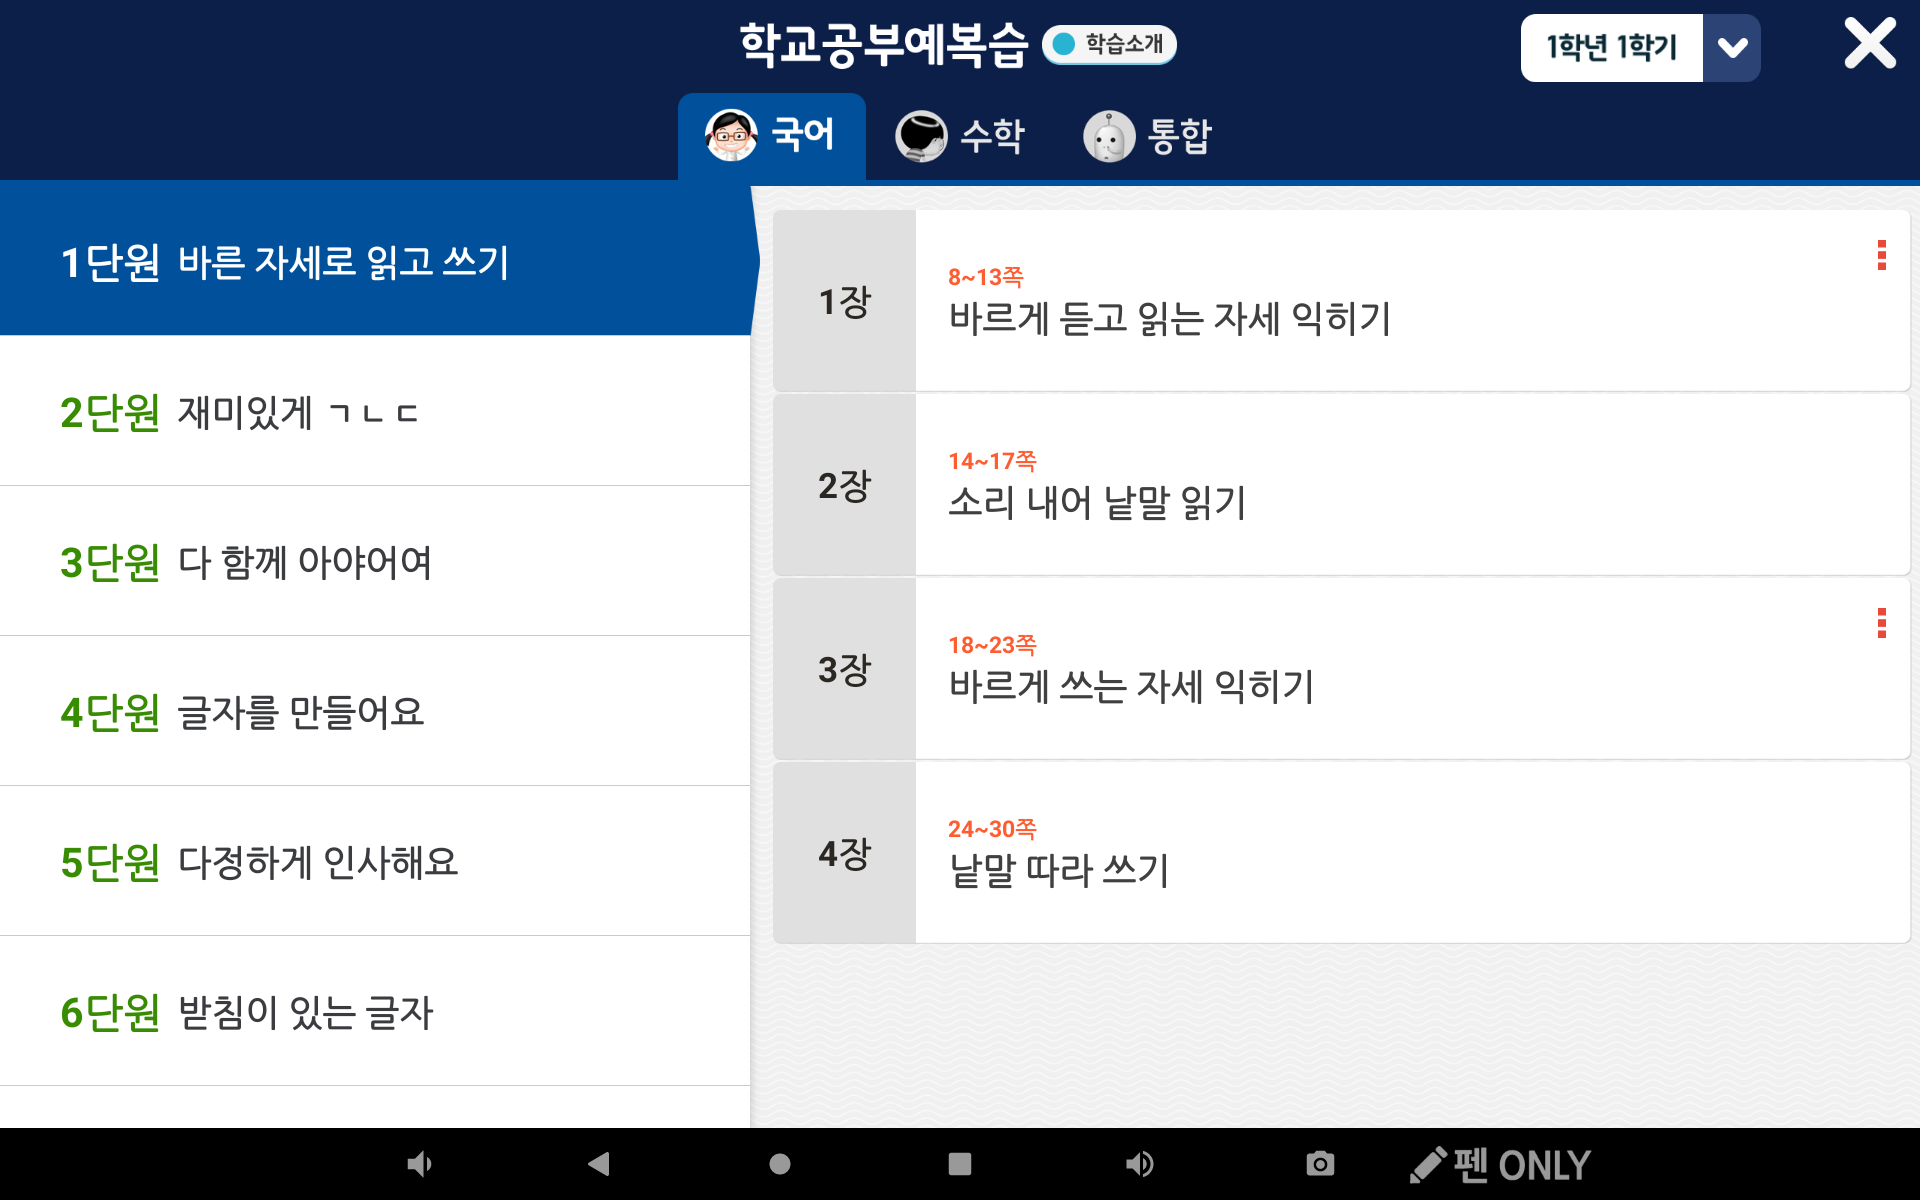 학교공부예복습
학습소개
1학년 1학기
국어
수학
통합
1단원 바른 자세로 읽고 쓰기
2단원 재미있게 ㄱㄴㄷ
3단원 다 함께 아야어여
4단원 글자를 만들어요
5단원 다정하게 인사해요
6단원 받침이 있는 글자
1장
8~13쪽
바르게 듣고 읽는 자세 익히기
2장
14~17쪽
소리 내어 낱말 읽기
3장
18~23쪽
바르게 쓰는 자세 익히기
4장
24~30쪽
낱말 따라 쓰기
펜 ONLY